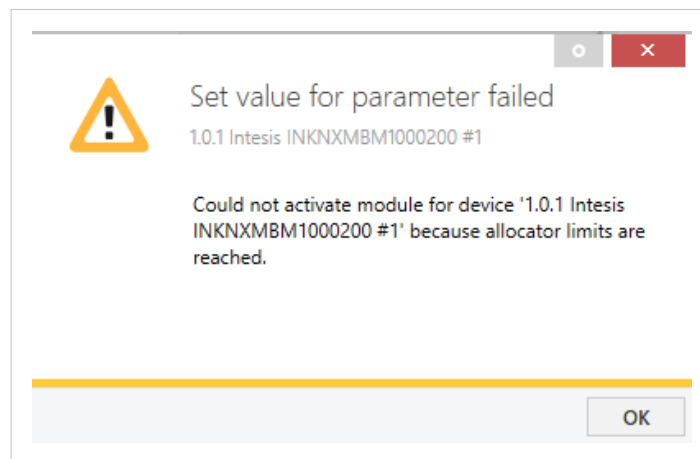 Set value for parameter failed
1.0.1 Intesis INKNXMBM1000200 #1
Could not activate module for device '1.0.1 Intesis
INKNXMBM1000200 #1' because allocator limits are
reached.
OK